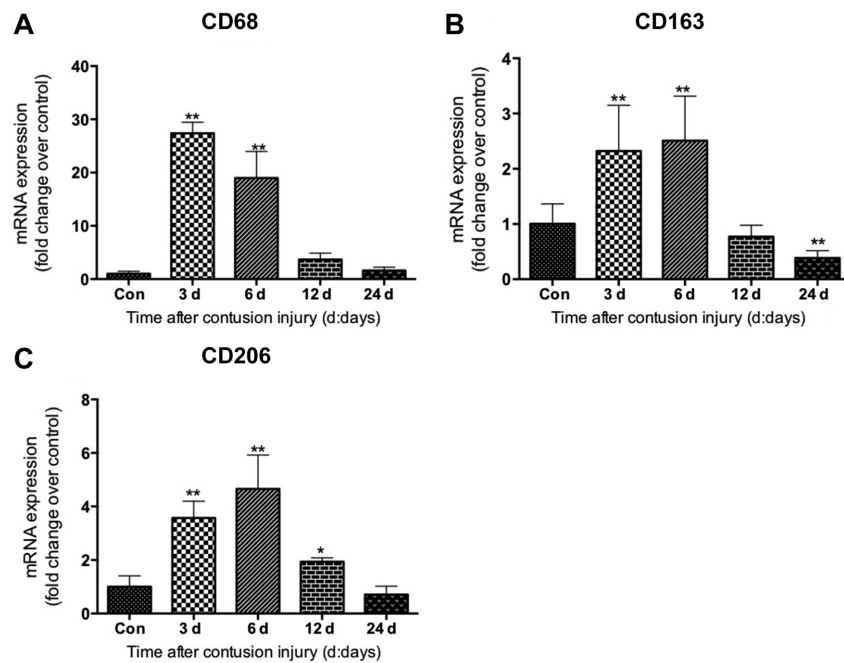 A
CD68
mRNA expression
(fold change over control)
40
30
20
10
0
**
**
Con 3 d 6 d 12 d 24 d
Time after contusion injury (d:days)
B
CD163
mRNA expression
(fold change over control)
4
3
2
1
0
**
**
**
Con 3 d 6 d 12 d 24 d
Time after contusion injury (d:days)
C
CD206
mRNA expression
(fold change over control)
8
6
4
2
0
**
**
*
Con 3 d 6 d 12 d 24 d
Time after contusion injury (d:days)